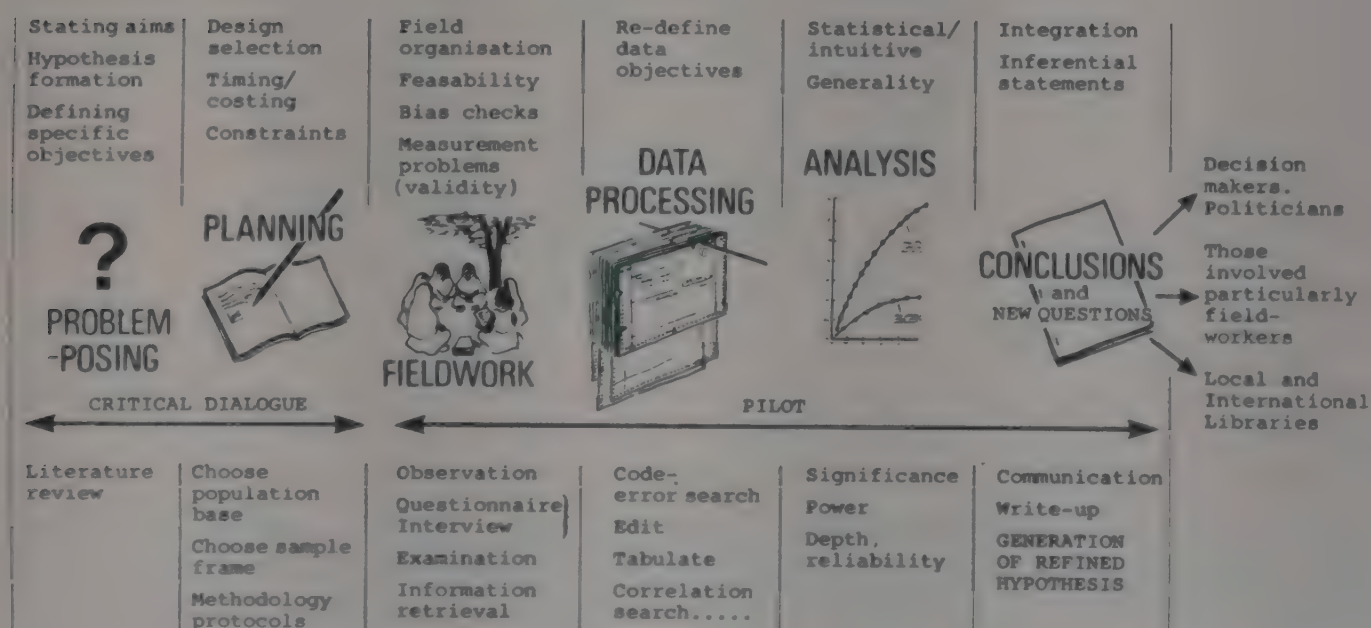 Stating aims
Hypothesis
formation
Defining
specific
objectives
Design
selection
Timing/
costing
Constraints
Field
organisation
Feasability
Bias checks
Measurement
problems
(validity)
Re-define
data
objectives
Statistical/
intuitive
Generality
Integration
Inferential
statements
?
PROBLEM
-POSING
PLANNING
FIELDWORK
DATA
PROCESSING
ANALYSIS
CONCLUSIONS
and
NEW QUESTIONS
Decision
makers.
Politicians
Those
involved
particularly
field-
workers
Local and
International
Libraries
CRITICAL DIALOGUE
PILOT
Literature
review
Choose
population
base
Choose sample
frame
Methodology
protocols
Observation
Questionnaire
Interview
Examination
Information
retrieval
Code-
error search
Edit
Tabulate
Correlation
search.....
Significance
Power
Depth,
reliability
Communication
Write-up
GENERATION
OF REFINED
HYPOTHESIS